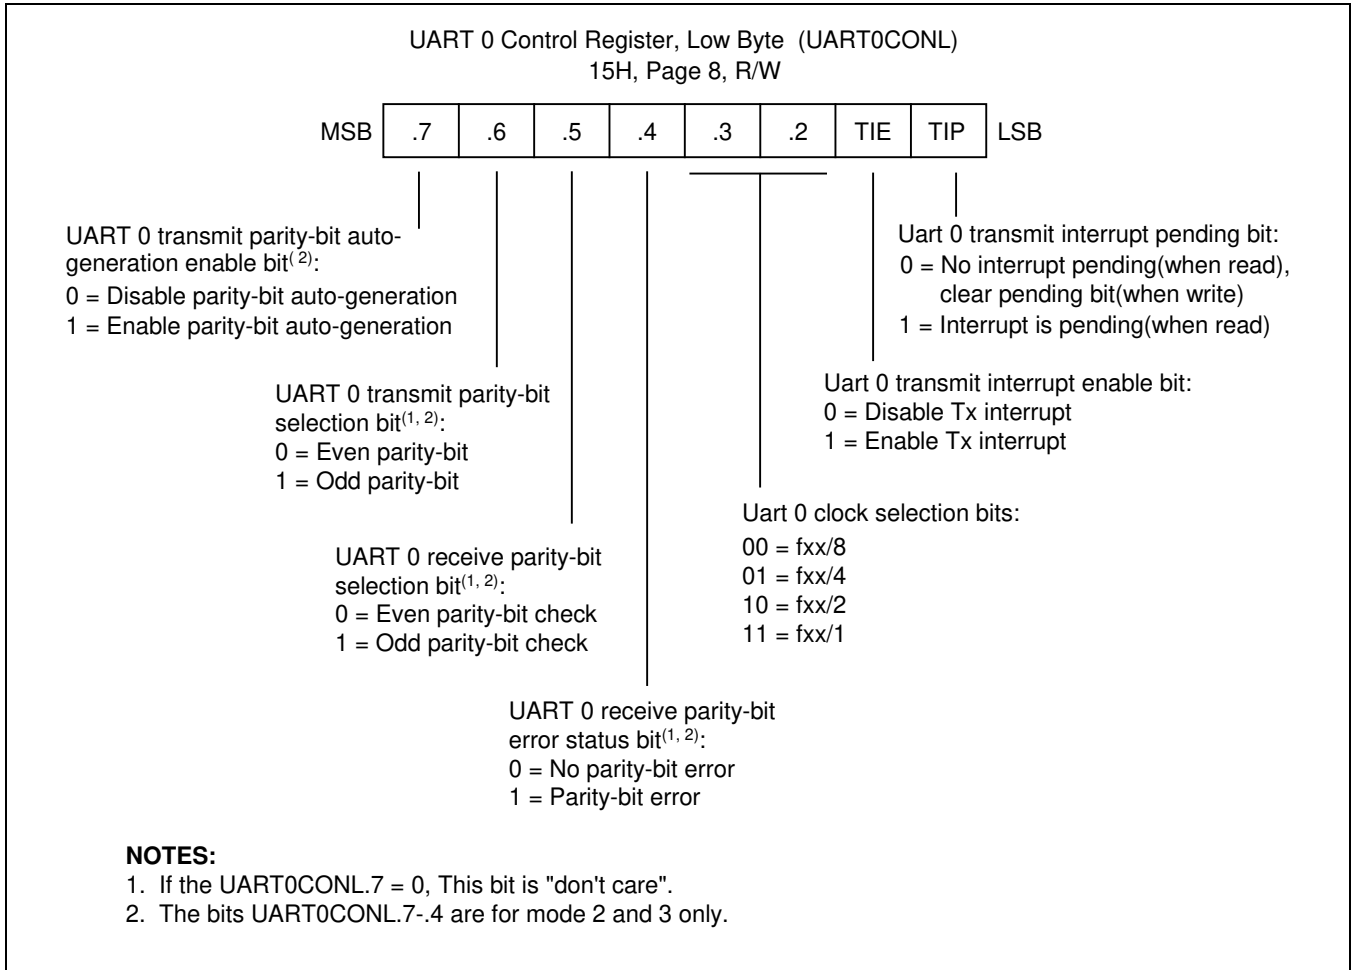 UART 0 Control Register, Low Byte (UART0CONL)
15H, Page 8, R/W
MSB .7 .6 .5 .4 .3 .2 TIE TIP LSB
UART 0 transmit parity-bit auto-
generation enable bit( 2):
0 = Disable parity-bit auto-generation
1 = Enable parity-bit auto-generation
Uart 0 transmit interrupt pending bit:
0 = No interrupt pending(when read),
clear pending bit(when write)
1 = Interrupt is pending(when read)
UART 0 transmit parity-bit
selection bit(1, 2):
0 = Even parity-bit
1 = Odd parity-bit
Uart 0 transmit interrupt enable bit:
0 = Disable Tx interrupt
1 = Enable Tx interrupt
UART 0 receive parity-bit
selection bit(1, 2):
0 = Even parity-bit check
1 = Odd parity-bit check
Uart 0 clock selection bits:
00 = fxx/8
01 = fxx/4
10 = fxx/2
11 = fxx/1
UART 0 receive parity-bit
error status bit(1, 2):
0 = No parity-bit error
1 = Parity-bit error
NOTES:
1. If the UART0CONL.7 = 0, This bit is "don't care".
2. The bits UART0CONL.7-.4 are for mode 2 and 3 only.